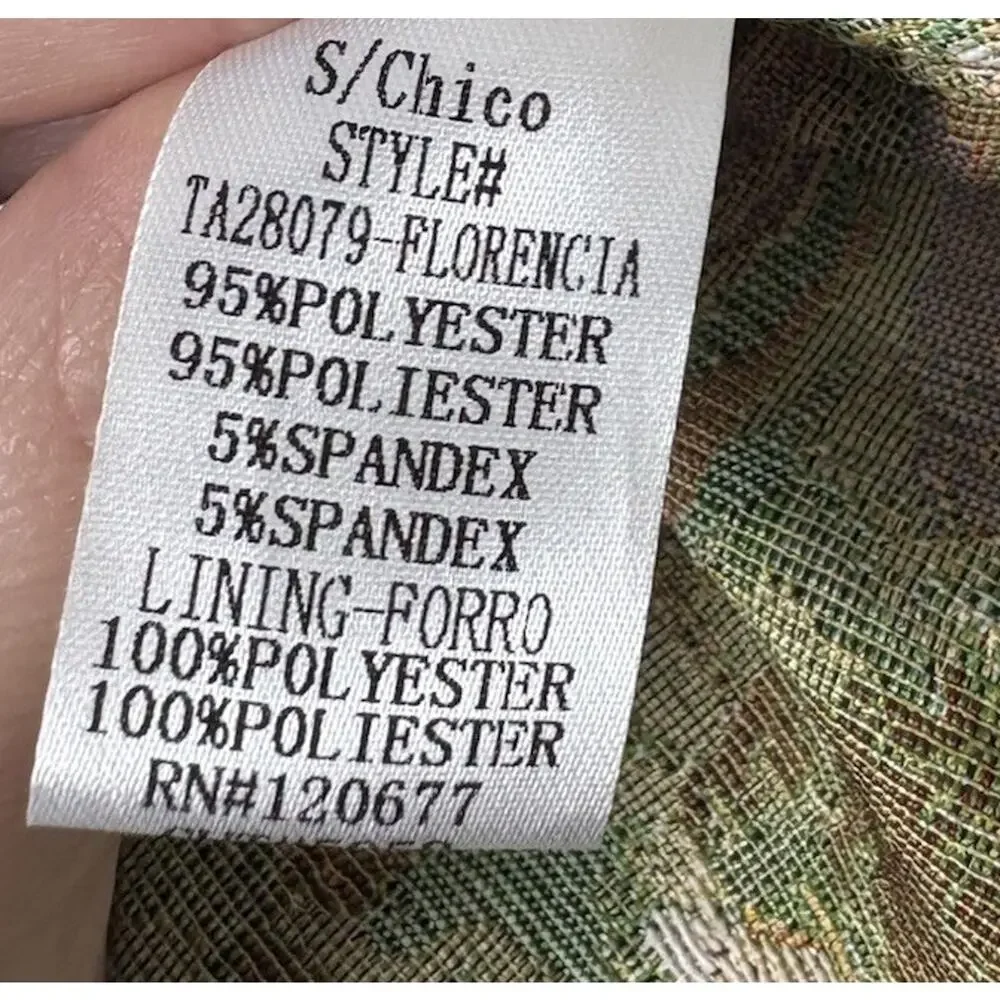 S/Chico
STYLE#
TA28079-FLORENCIA
95%POLYESTER
95%POLIESTER
5%SPANDEX
5%SPANDEX
LINING-FORRO
100%POLYESTER
100%POLIESTER
RN#120677